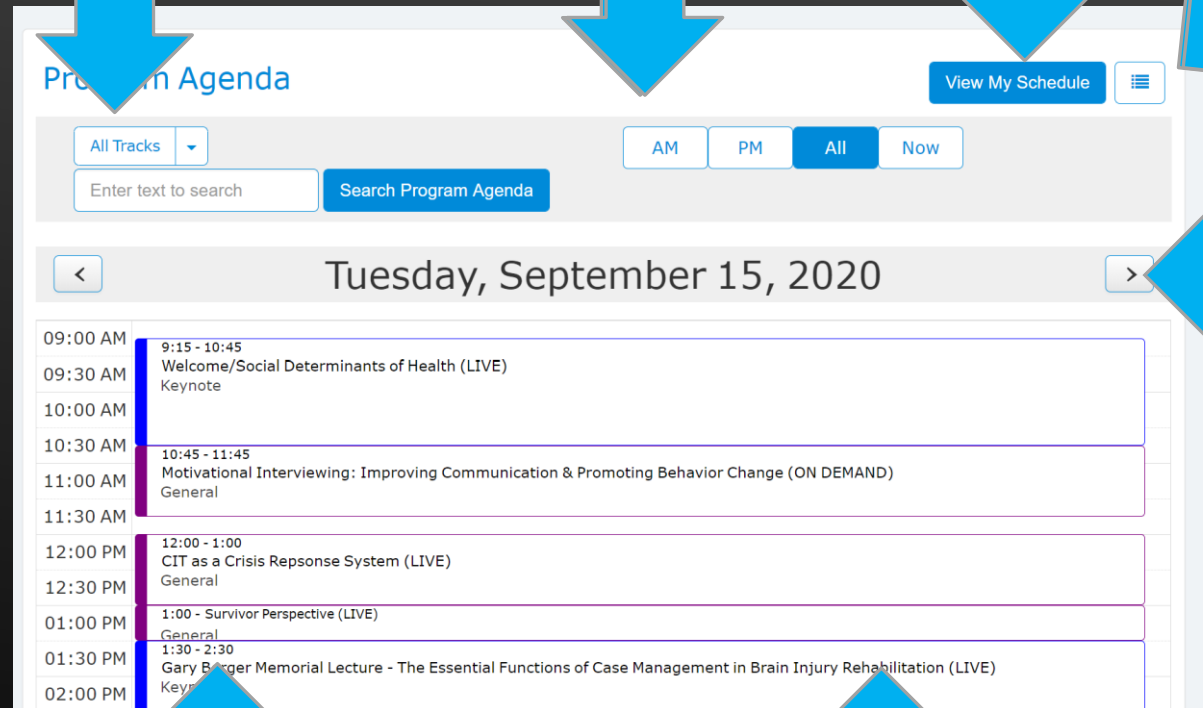 Agenda
View My Schedule
All Tracks
AM PM All Now
Enter text to search Search Program Agenda
< Tuesday, September 15, 2020 >
09:00 AM
9:15 - 10:45
Welcome/Social Determinants of Health (LIVE)
09:30 AM
Keynote
10:00 AM
10:30 AM
10:45 - 11:45
Motivational Interviewing: Improving Communication & Promoting Behavior Change (ON DEMAND)
11:00 AM
General
11:30 AM
12:00 - 1:00
12:00 PM
CIT as a Crisis Repsonse System (LIVE)
General
12:30 PM
1:00 - Survivor Perspective (LIVE)
01:00 PM
General
1:30 - 2:30
01:30 PM
Gary Memorial Lecture - The Essential Functions of Case Management in Brain Injury Rehabilitation (LIVE)
02:00 PM